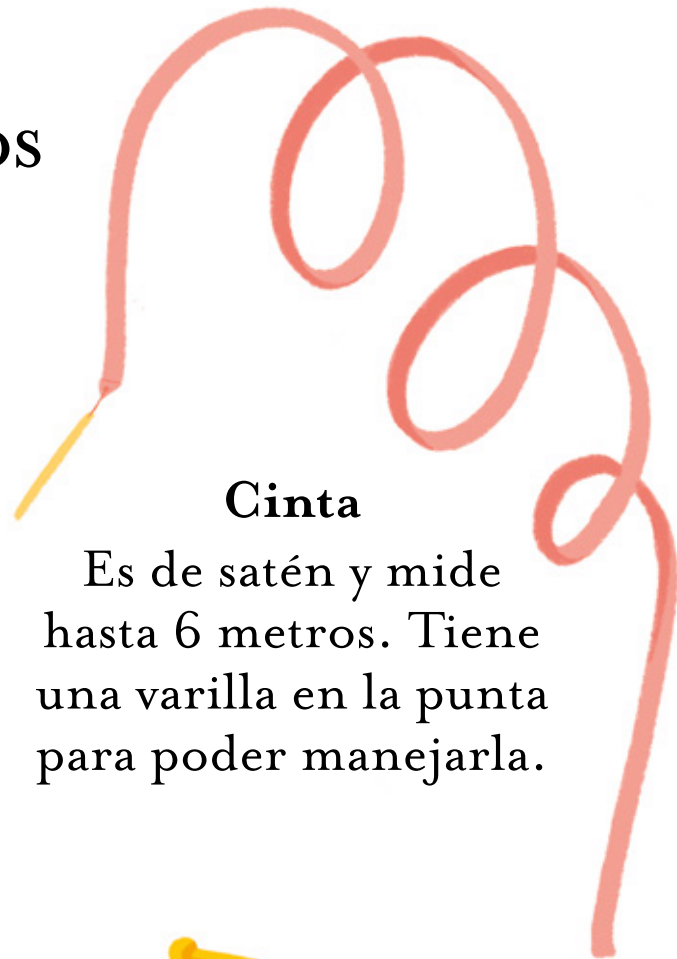 Cinta
Es de satén y mide
hasta 6 metros. Tiene
una varilla en la punta
para poder manejarla.